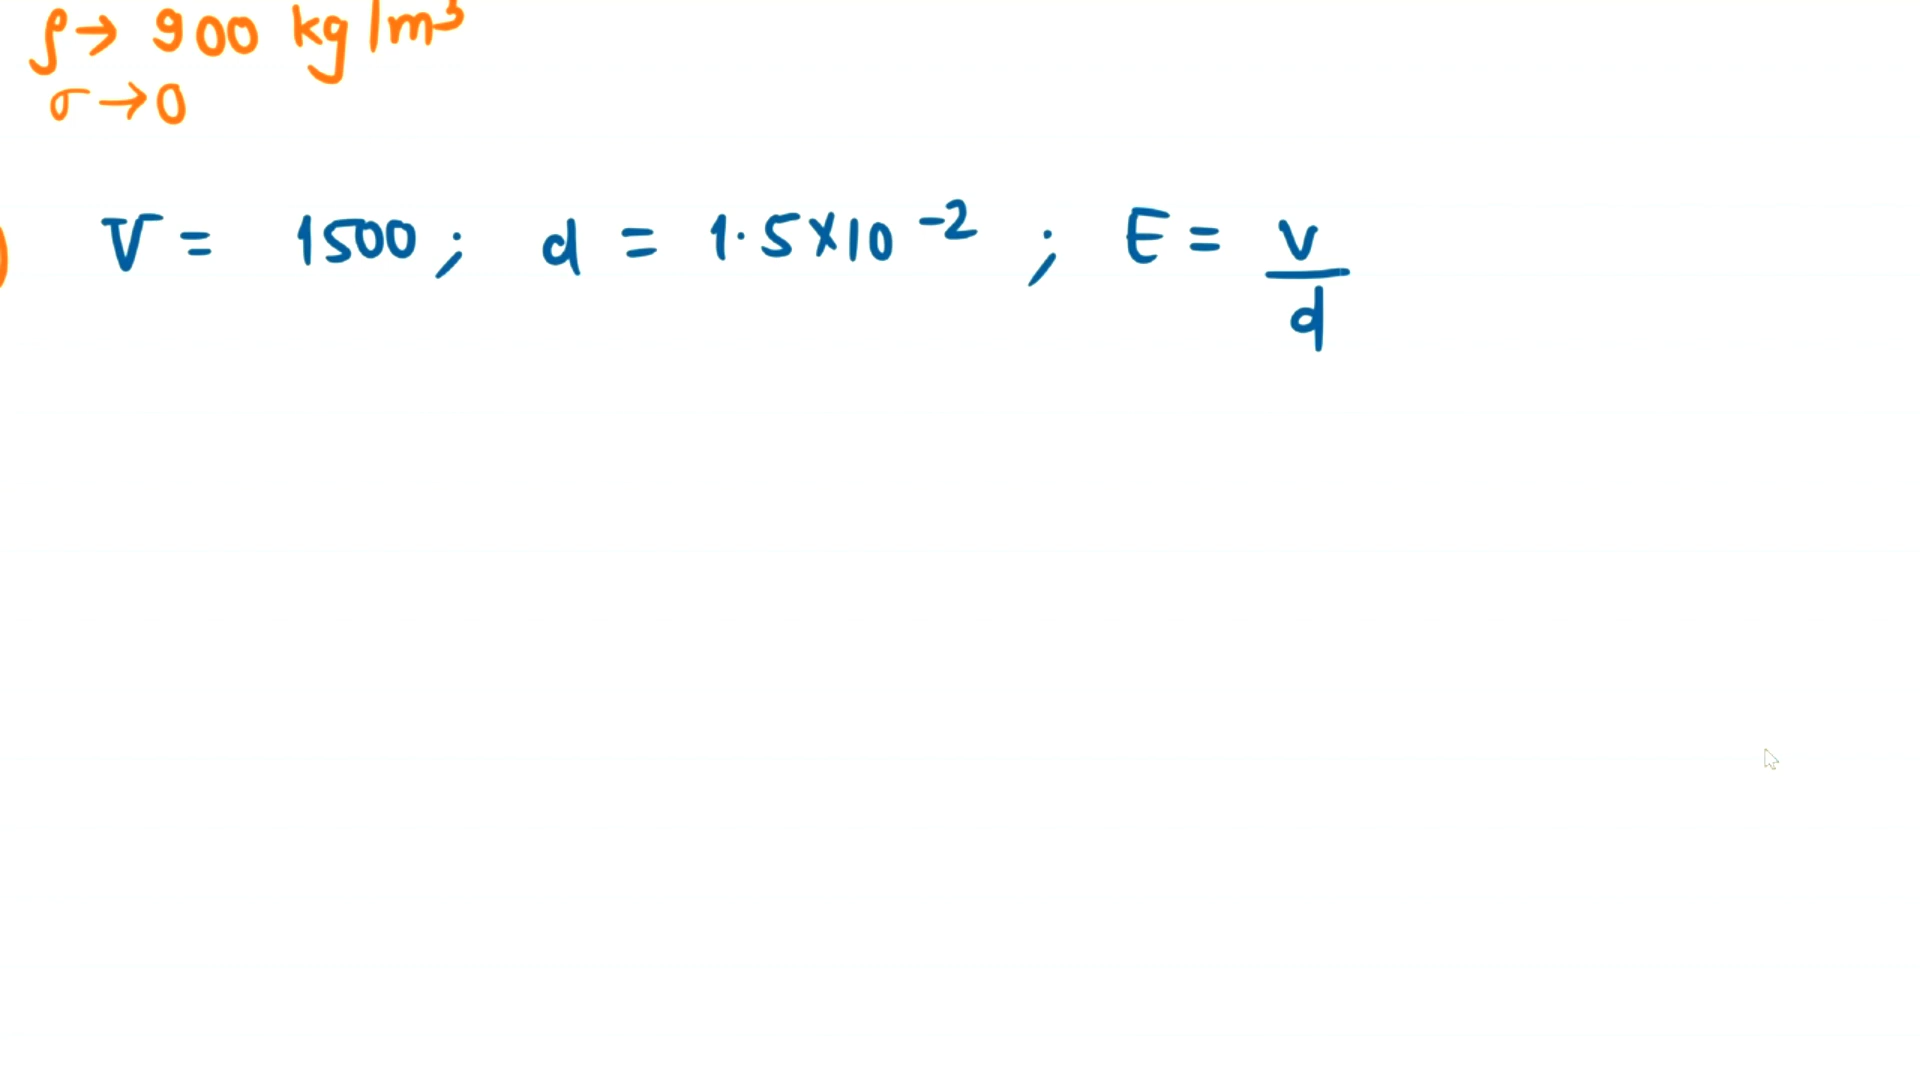 ρ → 900 kg/m³
σ → 0
) V = 1500 ; d = 1.5×10⁻² ; E = v/d